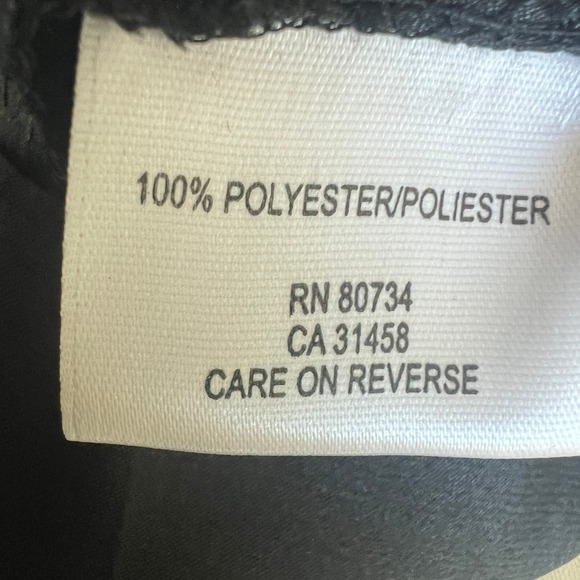 100% POLYESTER/POLIESTER
RN 80734
CA 31458
CARE ON REVERSE